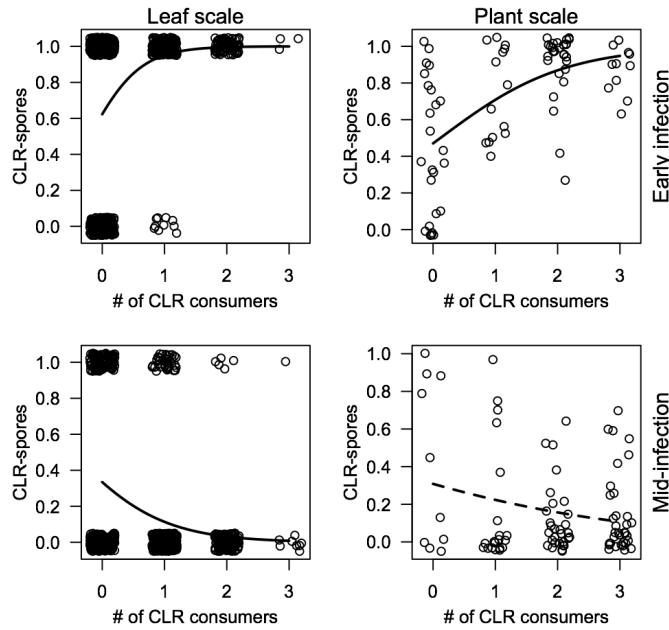 Leaf scale
Plant scale
CLR-spores
1.0
0.8
0.6
0.4
0.2
0.0
0 1 2 3
# of CLR consumers
CLR-spores
1.0
0.8
0.6
0.4
0.2
0.0
0 1 2 3
# of CLR consumers
Early infection
CLR-spores
1.0
0.8
0.6
0.4
0.2
0.0
0 1 2 3
# of CLR consumers
CLR-spores
1.0
0.8
0.6
0.4
0.2
0.0
0 1 2 3
# of CLR consumers
Mid-infection